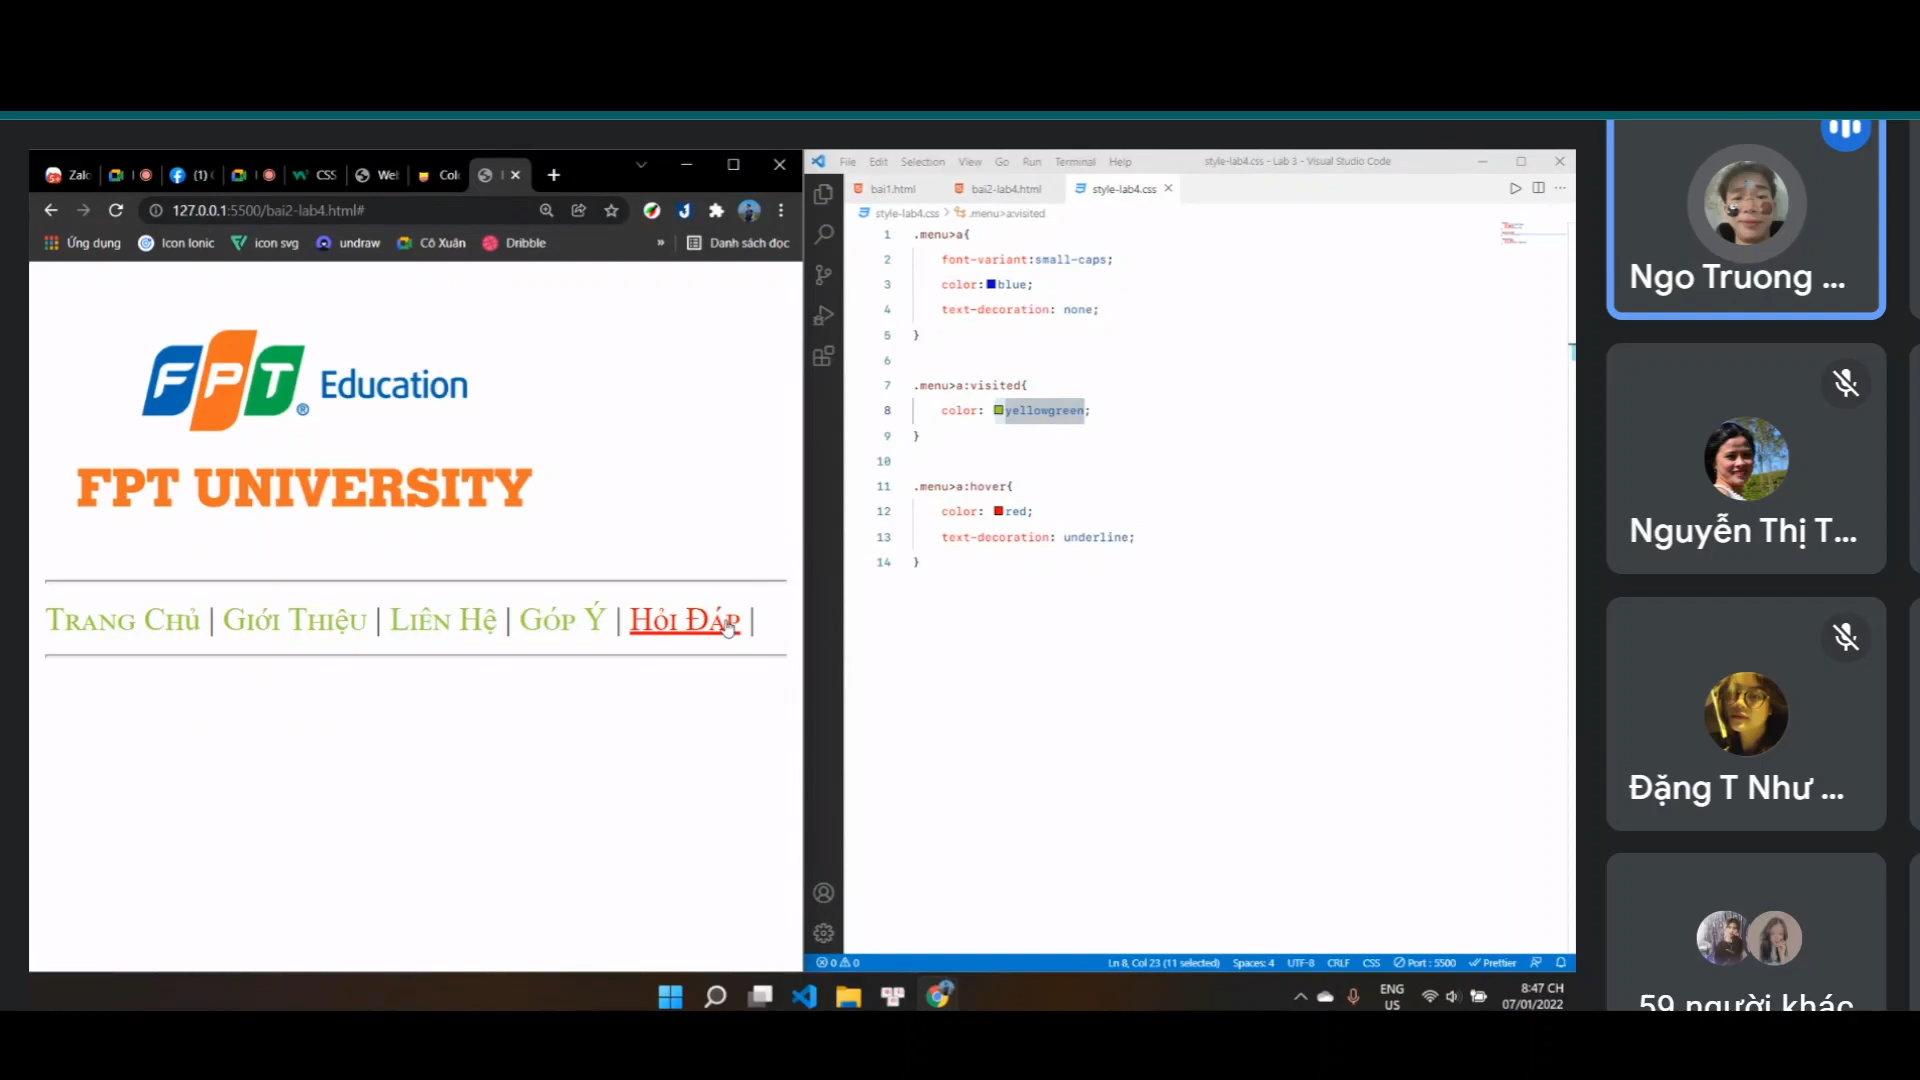 Zalo
(1)
CSS
We
Col
127.0.0.1:5500/bai2-lab4.html#
Ứng dụng
Icon Ionic
icon svg
undraw
Cô Xuân
Dribble
»
Danh sách đọc
FPT Education
FPT UNIVERSITY
Trang Chủ | Giới Thiệu | Liên Hệ | Góp Ý | Hỏi Đáp |
File Edit Selection View Go Run Terminal Help
style-lab4.css - Lab 3 - Visual Studio Code
bai1.html
bai2-lab4.html
style-lab4.css
style-lab4.css > .menu>a:visited
1 .menu>a{
2 font-variant:small-caps;
3 color:blue;
4 text-decoration: none;
5 }
6
7 .menu>a:visited{
8 color: yellowgreen;
9 }
10
11 .menu>a:hover{
12 color: red;
13 text-decoration: underline;
14 }
0 0
Ln 8, Col 23 (11 selected) Spaces: 4 UTF-8 CRLF CSS Port : 5500 Prettier
ENG
US
8:47 CH
07/01/2022
Ngo Truong ...
Nguyễn Thị T...
Đặng T Như ...
59 người khác